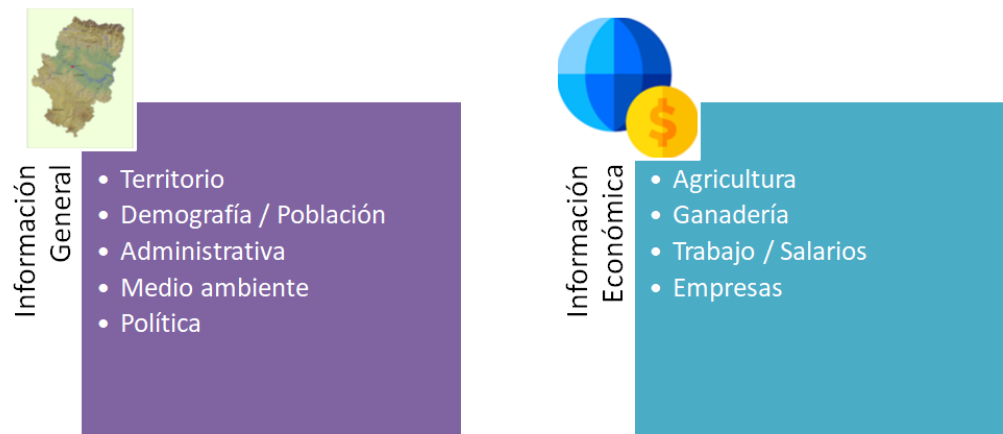 Información
General
• Territorio
• Demografía / Población
• Administrativa
• Medio ambiente
• Política
Información
Económica
$
• Agricultura
• Ganadería
• Trabajo / Salarios
• Empresas